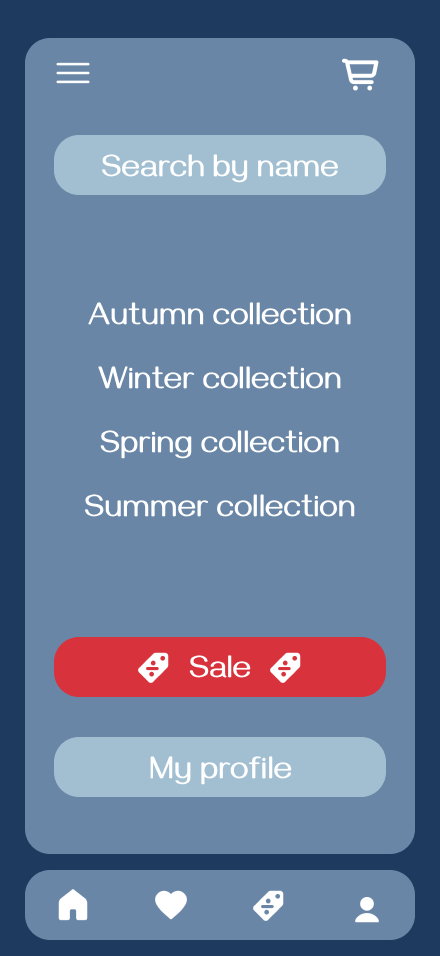 Search by name
Autumn collection
Winter collection
Spring collection
Summer collection
Sale
My profile